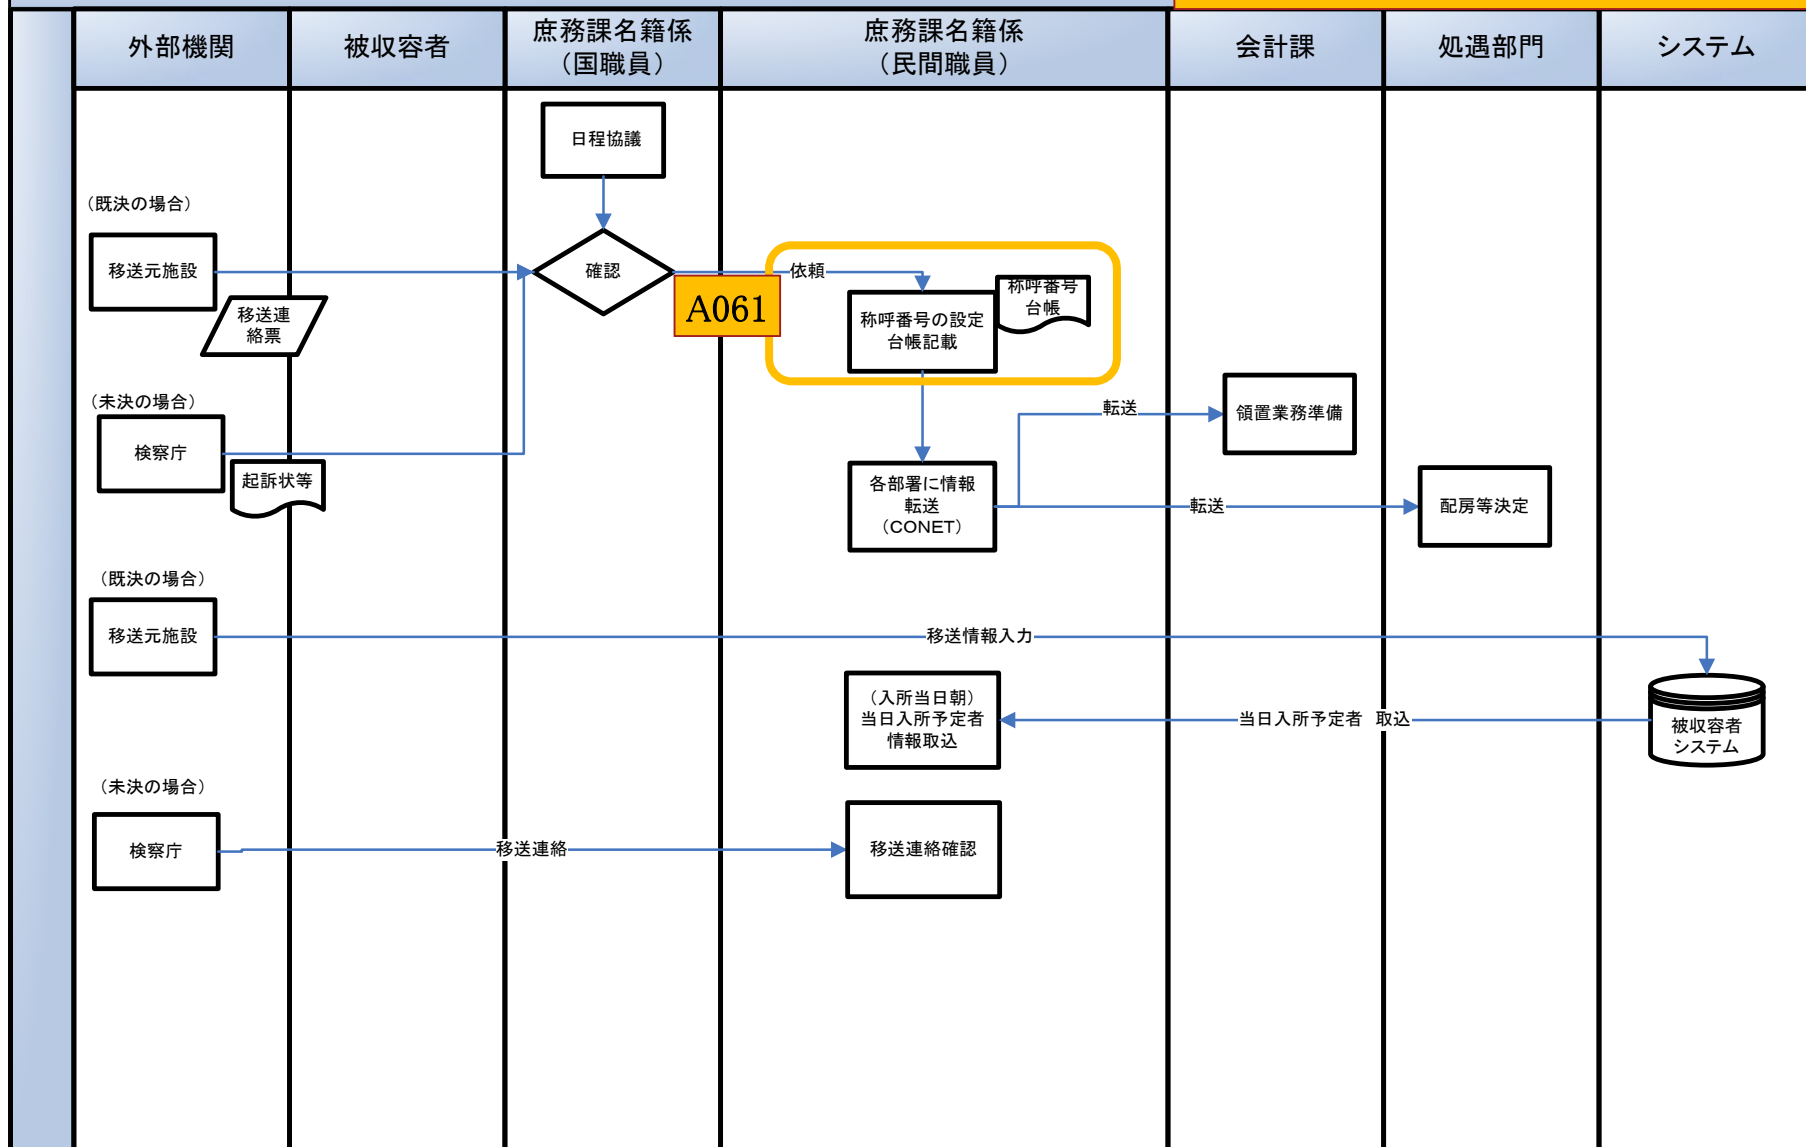 外部機関
被収容者
庶務課名籍係
（国職員）
庶務課名籍係
（民間職員）
会計課
処遇部門
システム
日程協議
（既決の場合）
移送元施設
移送連
絡票
確認
依頼
A061
称呼番号
台帳
称呼番号の設定
台帳記載
（未決の場合）
検察庁
起訴状等
転送
領置業務準備
各部署に情報
転送
（CONET）
転送
配房等決定
（既決の場合）
移送元施設
移送情報入力
（入所当日朝）
当日入所予定者
情報取込
当日入所予定者　取込
被収容者
システム
（未決の場合）
検察庁
移送連絡
移送連絡確認